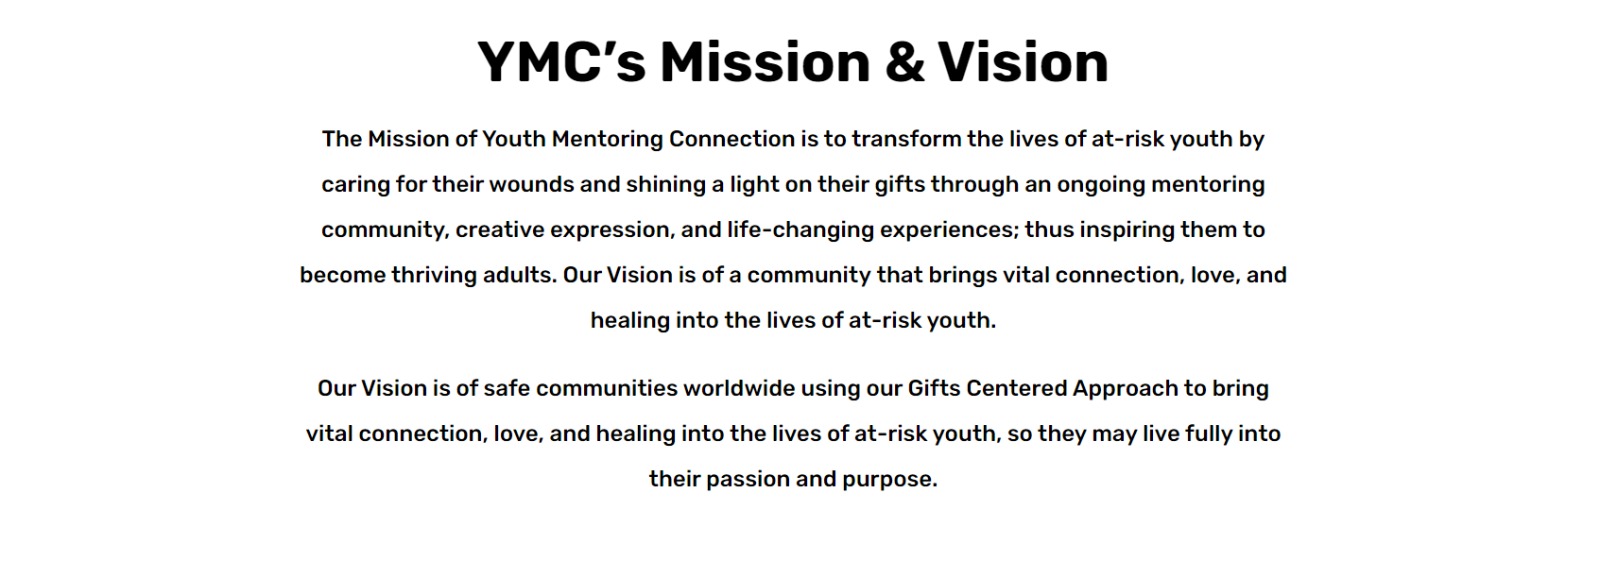 YMC’s Mission & Vision
The Mission of Youth Mentoring Connection is to transform the lives of at-risk youth by
caring for their wounds and shining a light on their gifts through an ongoing mentoring
community, creative expression, and life-changing experiences; thus inspiring them to
become thriving adults. Our Vision is of a community that brings vital connection, love, and
healing into the lives of at-risk youth.
Our Vision is of safe communities worldwide using our Gifts Centered Approach to bring
vital connection, love, and healing into the lives of at-risk youth, so they may live fully into
their passion and purpose.